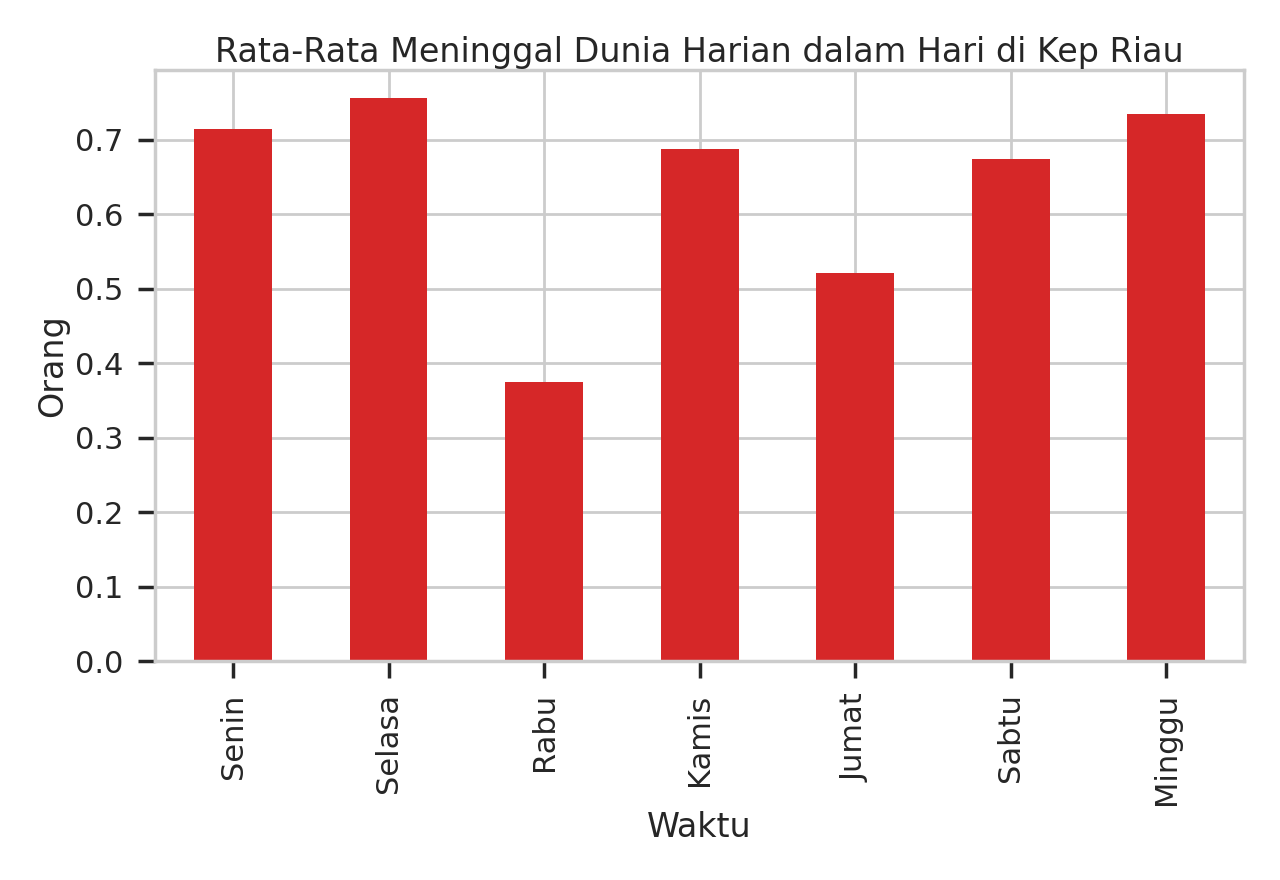 Rata-Rata Meninggal Dunia Harian dalam Hari di Kep Riau
0.7
0.6
0.5
0.4
0.3
0.2
0.1
0.0
Orang
Senin
Selasa
Rabu
Kamis
Jumat
Sabtu
Minggu
Waktu